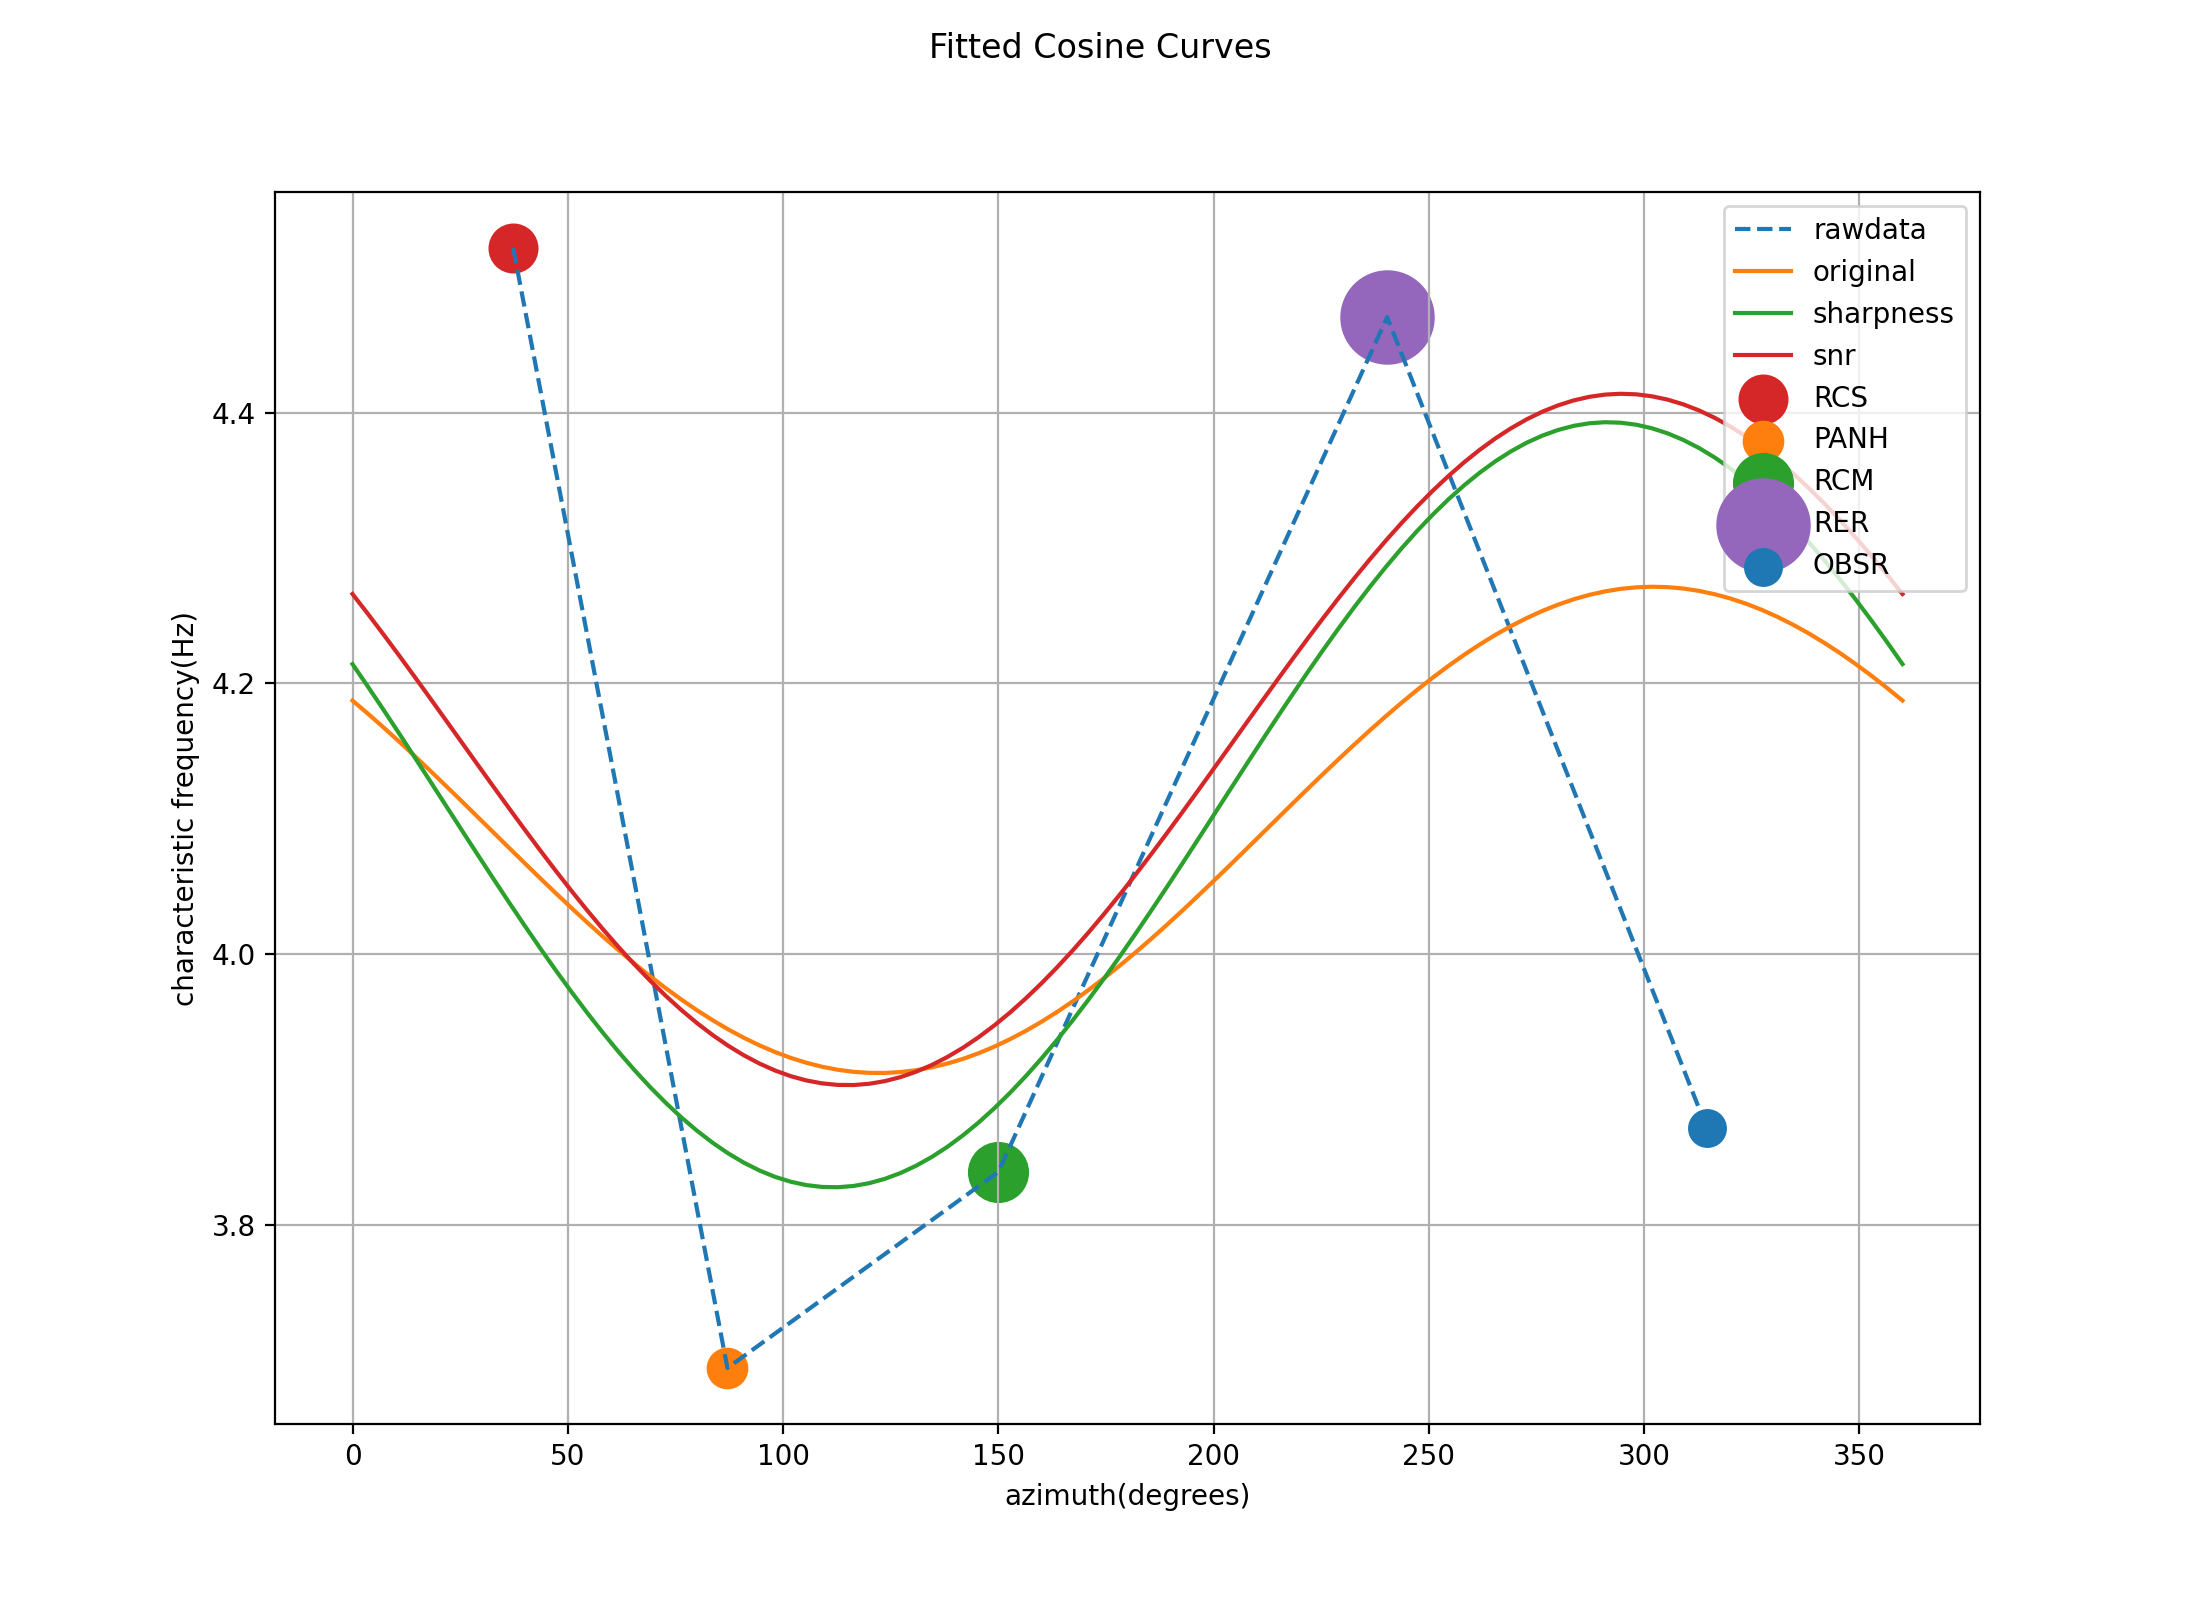 Fitted Cosine Curves
rawdata
original
sharpness
snr
RCS
PANH
RCM
RER
OBSR
characteristic frequency(Hz)
4.4
4.2
4.0
3.8
0 50 100 150 200 250 300 350
azimuth(degrees)